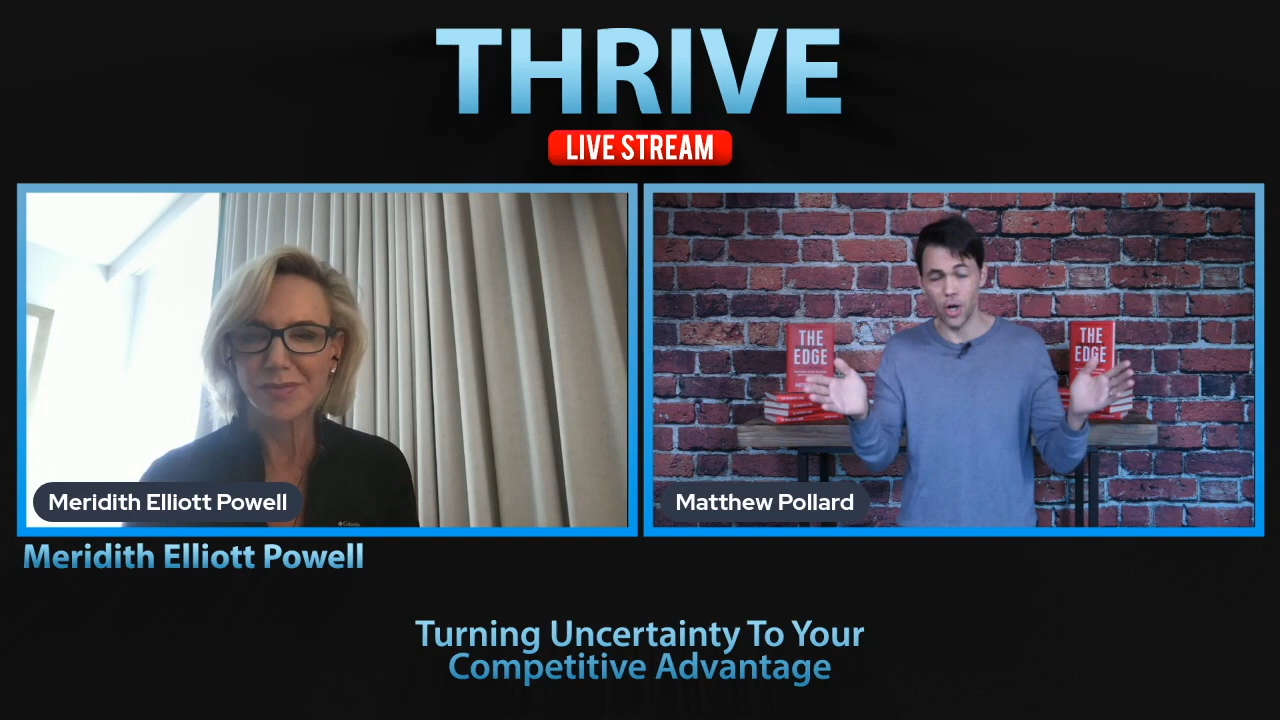 THRIVE
LIVE STREAM
THE
EDGE
THE
EDGE
Meridith Elliott Powell
Columbia
Matthew Pollard
Meridith Elliott Powell
Turning Uncertainty To Your
Competitive Advantage